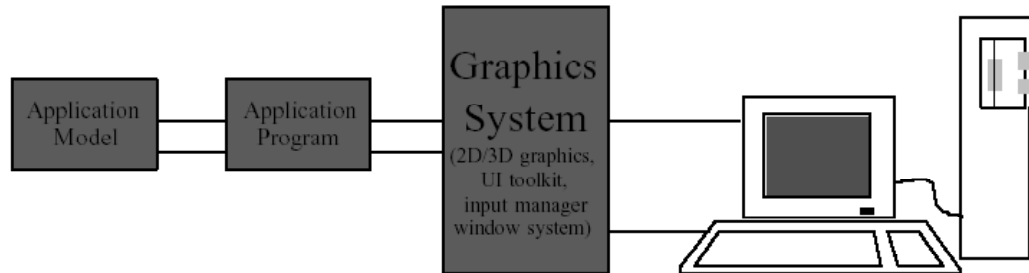 Application
Model
Application
Program
Graphics
System
(2D/3D graphics,
UI toolkit,
input manager
window system)